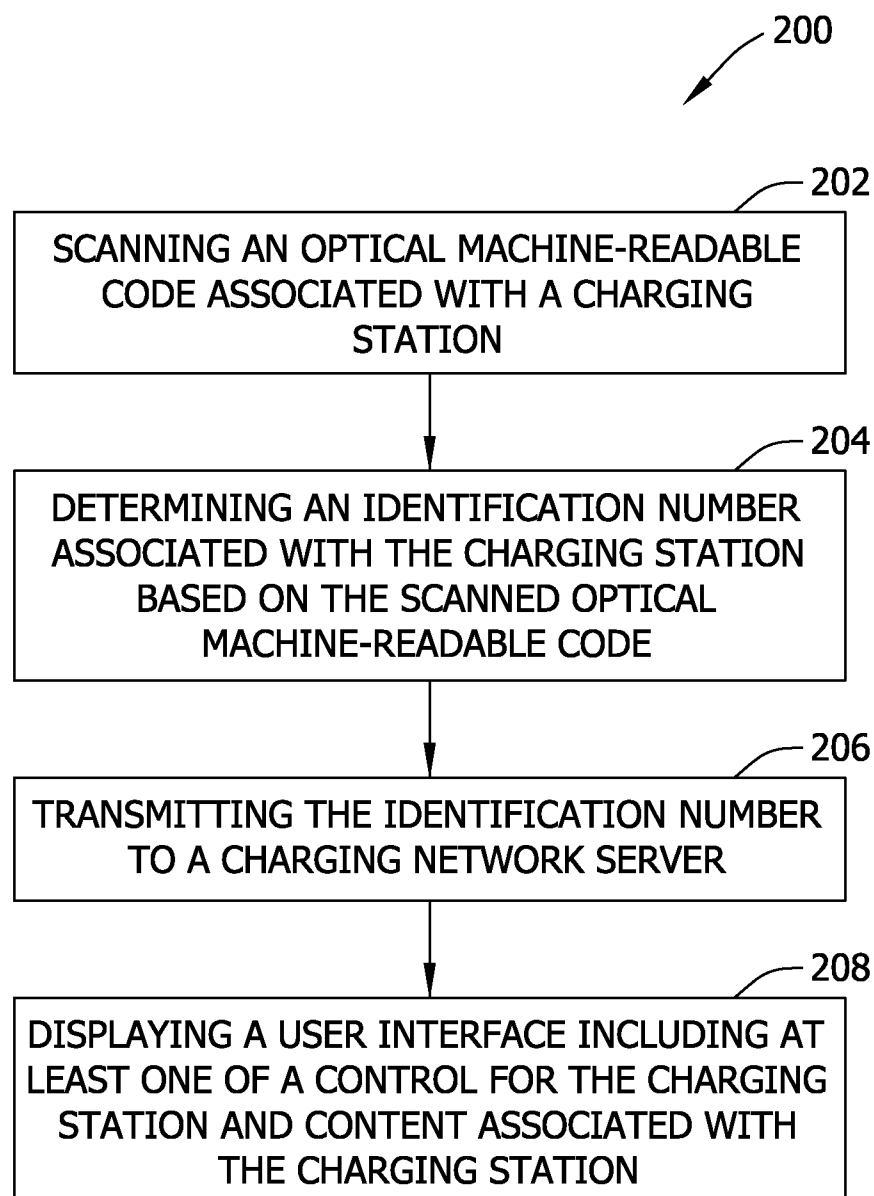 200
202
SCANNING AN OPTICAL MACHINE-READABLE
CODE ASSOCIATED WITH A CHARGING
STATION
204
DETERMINING AN IDENTIFICATION NUMBER
ASSOCIATED WITH THE CHARGING STATION
BASED ON THE SCANNED OPTICAL
MACHINE-READABLE CODE
206
TRANSMITTING THE IDENTIFICATION NUMBER
TO A CHARGING NETWORK SERVER
208
DISPLAYING A USER INTERFACE INCLUDING AT
LEAST ONE OF A CONTROL FOR THE CHARGING
STATION AND CONTENT ASSOCIATED WITH
THE CHARGING STATION